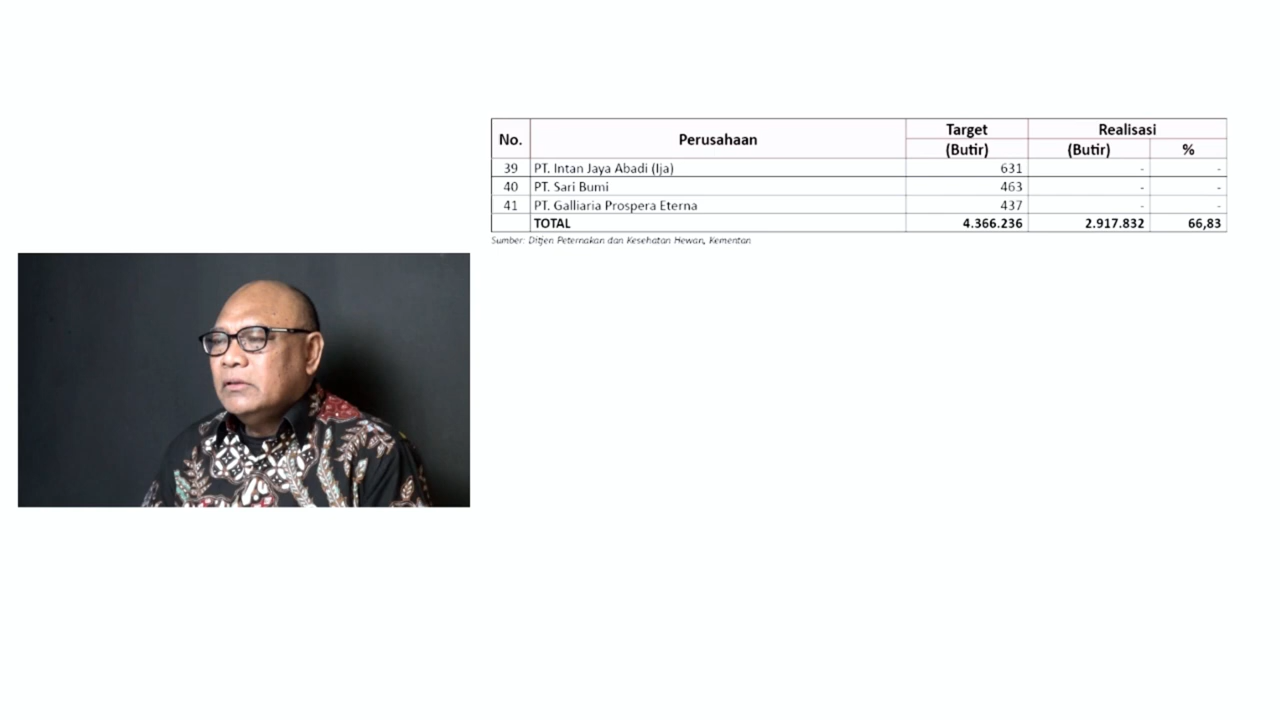 No. Perusahaan Target Realisasi
(Butir) (Butir) %
39 PT. Intan Jaya Abadi (Ija) 631 - -
40 PT. Sari Bumi 463 - -
41 PT. Galliaria Prospera Eterna 437 - -
TOTAL 4.366.236 2.917.832 66,83
Sumber: Ditjen Peternakan dan Kesehatan Hewan, Kementan